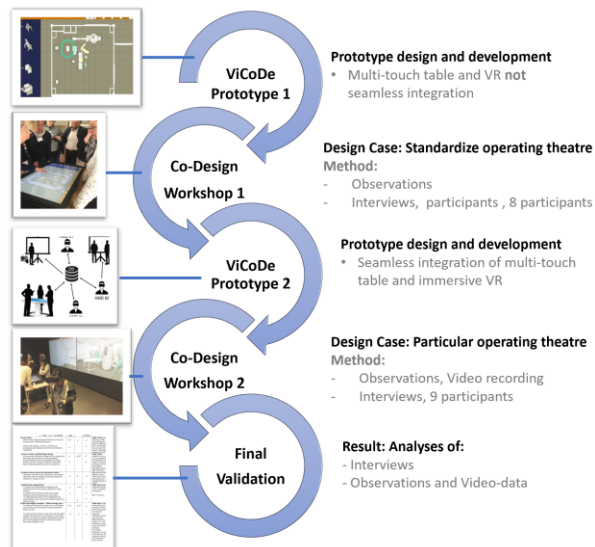 ViCoDe
Prototype 1
Prototype design and development
• Multi-touch table and VR not
seamless integration
Co-Design
Workshop 1
Design Case: Standardize operating theatre
Method:
- Observations
- Interviews, participants , 8 participants
ViCoDe
Prototype 2
Prototype design and development
• Seamless integration of multi-touch
table and immersive VR
Co-Design
Workshop 2
Design Case: Particular operating theatre
Method:
- Observations, Video recording
- Interviews, 9 participants
Final
Validation
Result: Analyses of:
- Interviews
- Observations and Video-data